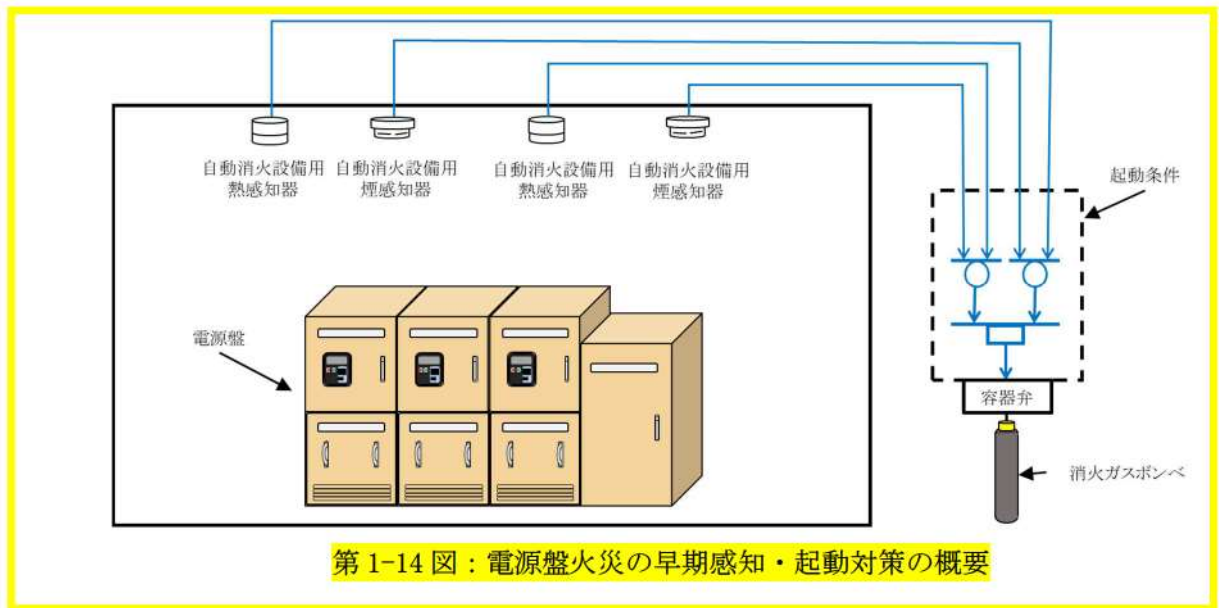 自動消火設備用
熱感知器
自動消火設備用
煙感知器
自動消火設備用
熱感知器
自動消火設備用
煙感知器
起動条件
電源盤
容器弁
消火ガスボンベ
第 1-14 図：電源盤火災の早期感知・起動対策の概要